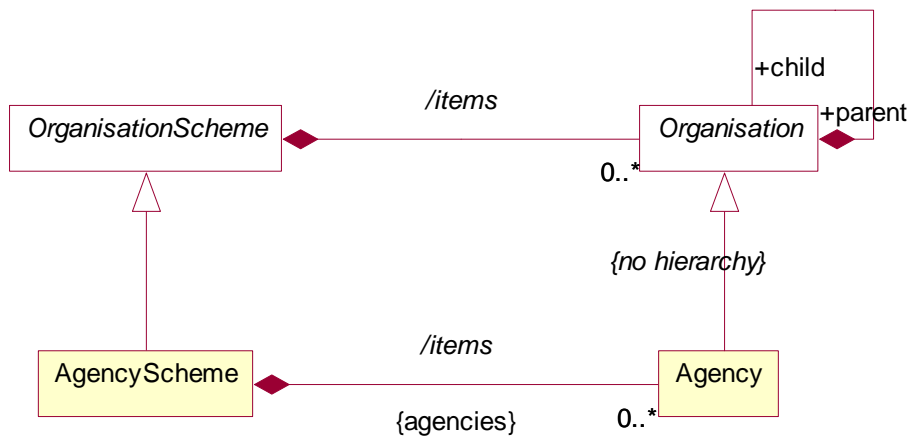 +child
/items
+parent
OrganisationScheme
Organisation
0..*
{no hierarchy}
/items
AgencyScheme
Agency
{agencies}
0..*